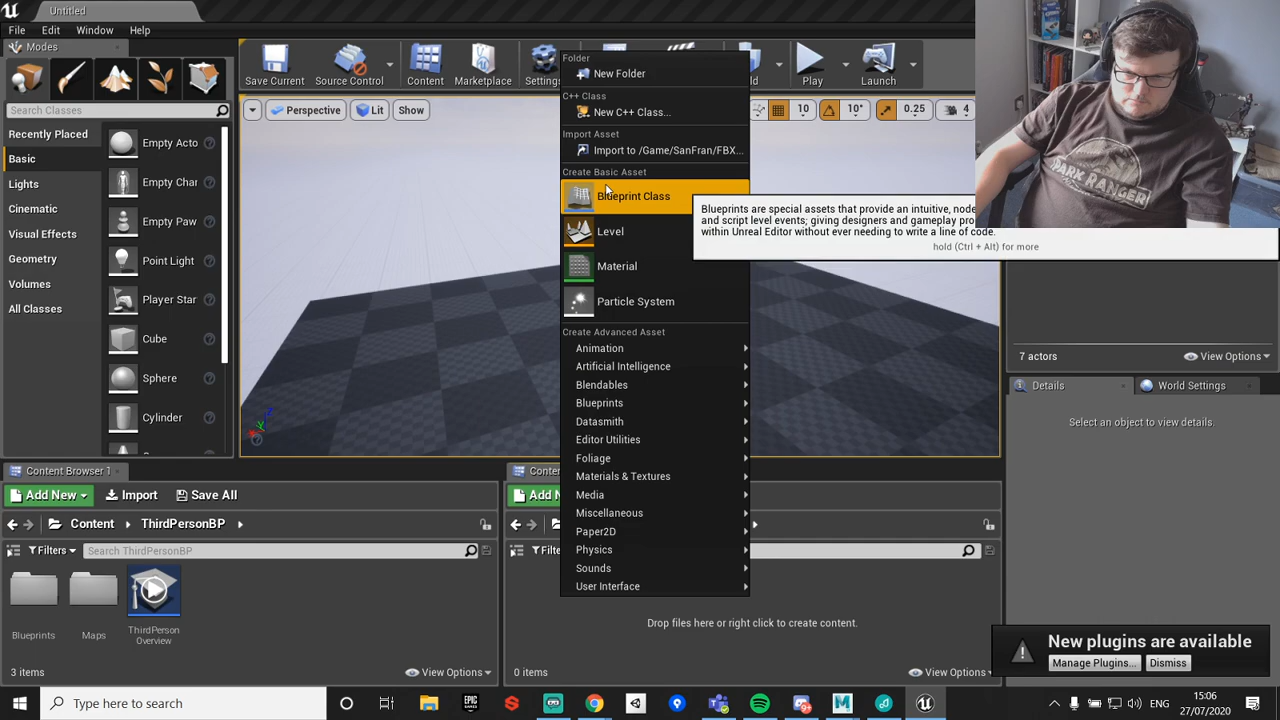 Untitled
File Edit Window Help
Modes
Save Current
Source Control
Content
Marketplace
Play
Launch
Search Classes
Recently Placed
Basic
Lights
Cinematic
Visual Effects
Geometry
Volumes
All Classes
Empty Acto
Empty Char
Empty Paw
Point Light
Player Star
Cube
Sphere
Cylinder
Perspective
Lit
Show
10
10°
0.25
4
Folder
New Folder
C++ Class
New C++ Class...
Import Asset
Import to /Game/SanFran/FBX...
Create Basic Asset
Blueprint Class
Level
Material
Particle System
Create Advanced Asset
Animation
Artificial Intelligence
Blendables
Blueprints
Datasmith
Editor Utilities
Foliage
Materials & Textures
Media
Miscellaneous
Paper2D
Physics
Sounds
User Interface
Blueprints are special assets that provide an intuitive, node
and script level events; giving designers and gameplay pro
within Unreal Editor without ever needing to write a line of code.
hold (Ctrl + Alt) for more
PARK RANGER
7 actors
View Options
Details
World Settings
Select an object to view details.
Content Browser 1
Add New
Import
Save All
Content
ThirdPersonBP
Filters
Search ThirdPersonBP
Blueprints
Maps
ThirdPerson
Overview
3 items
View Options
Drop files here or right click to create content.
0 items
View Options
New plugins are available
Manage Plugins...
Dismiss
Type here to search
EPIC
GAMES
ENG
15:06
27/07/2020